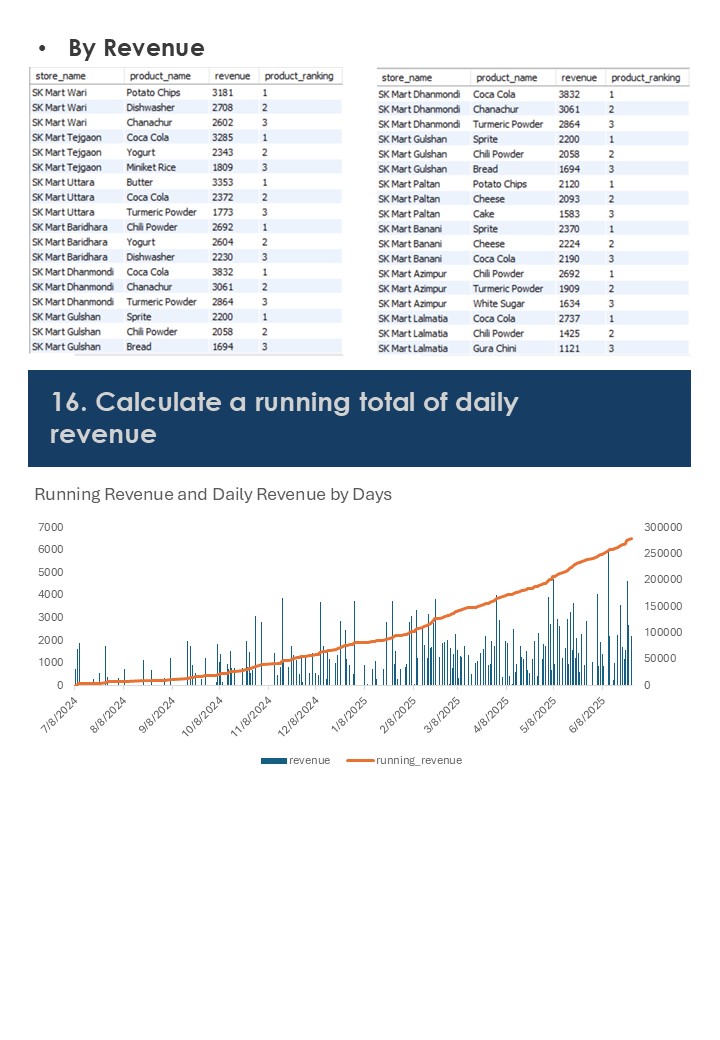 • By Revenue
store_name product_name revenue product_ranking
SK Mart Wari Potato Chips 3181 1
SK Mart Wari Dishwasher 2708 2
SK Mart Wari Chanachur 2602 3
SK Mart Tejgaon Coca Cola 3285 1
SK Mart Tejgaon Yogurt 2343 2
SK Mart Tejgaon Miniket Rice 1809 3
SK Mart Uttara Butter 3353 1
SK Mart Uttara Coca Cola 2372 2
SK Mart Uttara Turmeric Powder 1773 3
SK Mart Baridhara Chili Powder 2692 1
SK Mart Baridhara Yogurt 2604 2
SK Mart Baridhara Dishwasher 2230 3
SK Mart Dhanmondi Coca Cola 3832 1
SK Mart Dhanmondi Chanachur 3061 2
SK Mart Dhanmondi Turmeric Powder 2864 3
SK Mart Gulshan Sprite 2200 1
SK Mart Gulshan Chili Powder 2058 2
SK Mart Gulshan Bread 1694 3
store_name product_name revenue product_ranking
SK Mart Dhanmondi Coca Cola 3832 1
SK Mart Dhanmondi Chanachur 3061 2
SK Mart Dhanmondi Turmeric Powder 2864 3
SK Mart Gulshan Sprite 2200 1
SK Mart Gulshan Chili Powder 2058 2
SK Mart Gulshan Bread 1694 3
SK Mart Paltan Potato Chips 2120 1
SK Mart Paltan Cheese 2093 2
SK Mart Paltan Cake 1583 3
SK Mart Banani Sprite 2370 1
SK Mart Banani Cheese 2224 2
SK Mart Banani Coca Cola 2190 3
SK Mart Azimpur Chili Powder 2692 1
SK Mart Azimpur Turmeric Powder 1909 2
SK Mart Azimpur White Sugar 1634 3
SK Mart Lalmatia Coca Cola 2737 1
SK Mart Lalmatia Chili Powder 1425 2
SK Mart Lalmatia Gura Chini 1121 3
16. Calculate a running total of daily
revenue
Running Revenue and Daily Revenue by Days
7000 300000
6000 250000
5000 200000
4000 150000
3000 100000
2000 50000
1000 0
0
7/8/2024 8/8/2024 9/8/2024 10/8/2024 11/8/2024 12/8/2024 1/8/2025 2/8/2025 3/8/2025 4/8/2025 5/8/2025 6/8/2025
revenue running_revenue